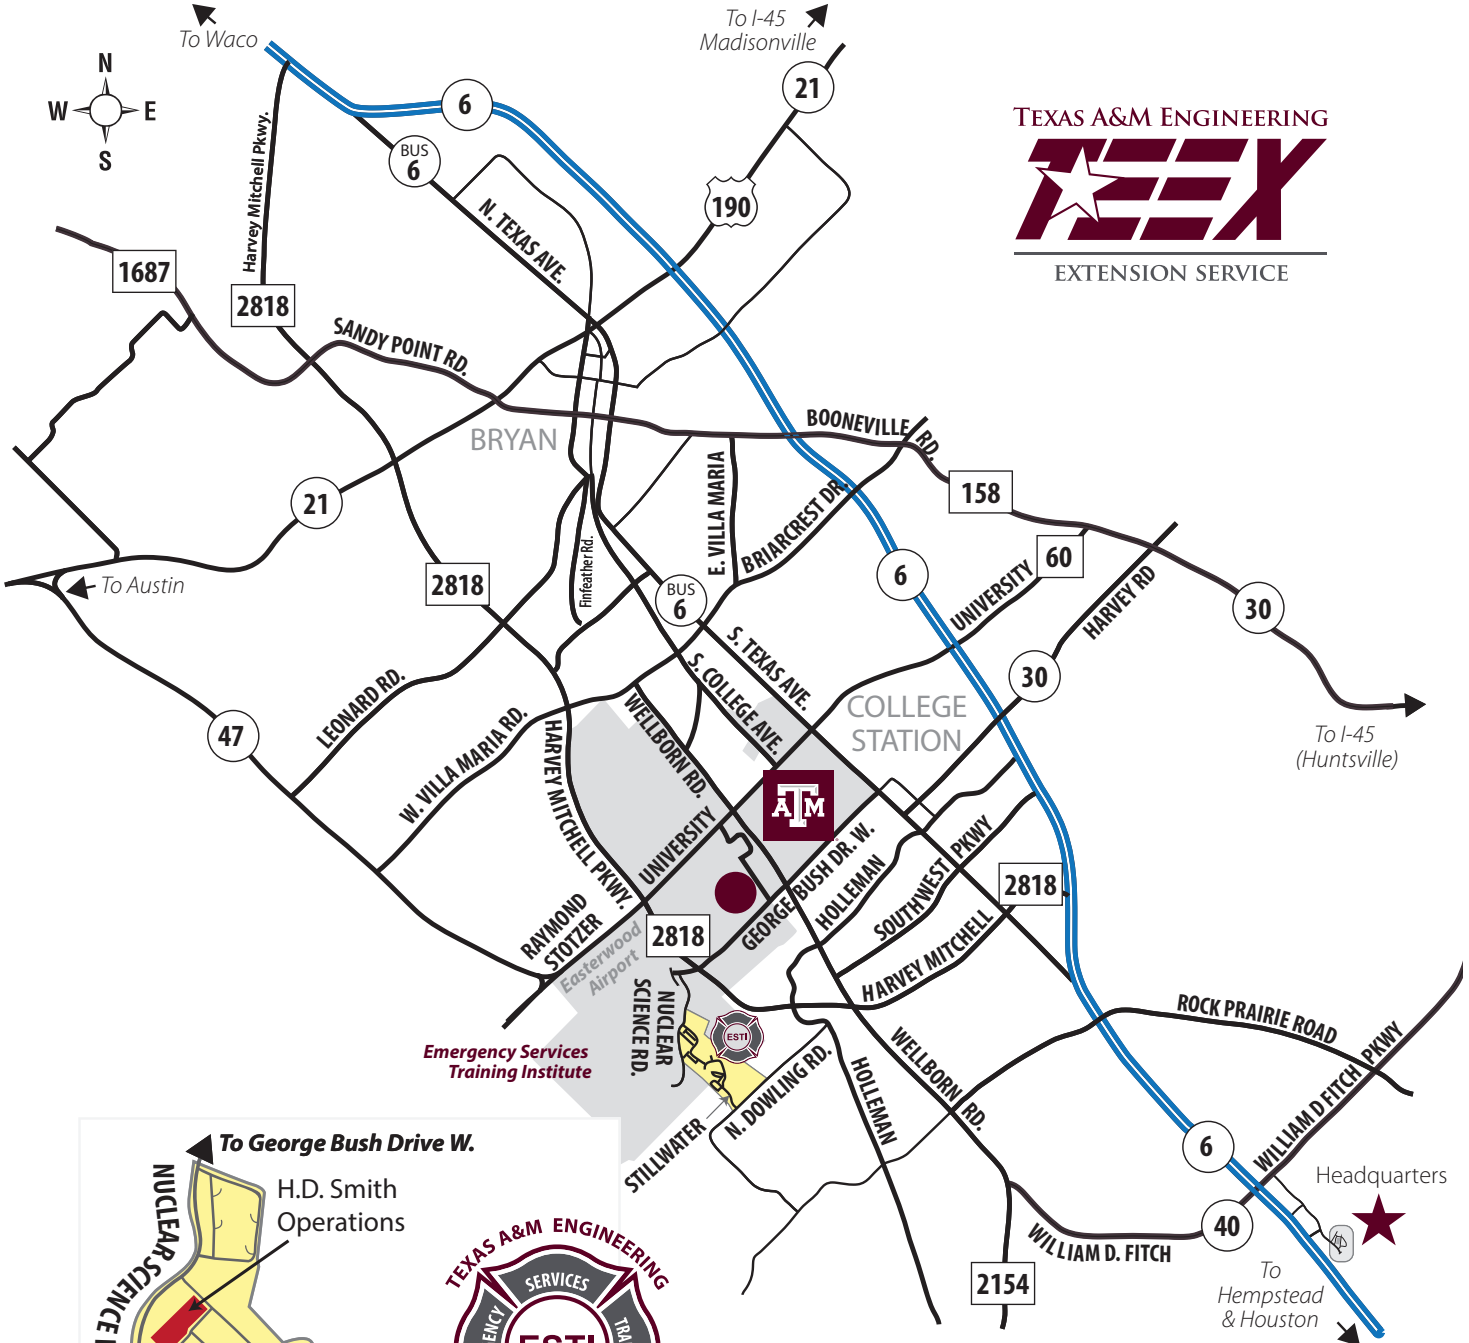 To Waco
To I-45
Madisonville
N
W
E
S
6
21
BUS
6
190
Harvey Mitchell Pkwy.
N. TEXAS AVE.
TEXAS A&M ENGINEERING
TEEX
EXTENSION SERVICE
1687
2818
SANDY POINT RD.
BRYAN
BOONEVILLE RD.
158
21
E. VILLA MARIA
BRIARCREST DR.
Finfeather Rd.
To Austin
2818
BUS
6
6
UNIVERSITY
60
HARVEY RD
30
30
To I-45
(Huntsville)
S. TEXAS AVE.
S. COLLEGE AVE.
COLLEGE
STATION
LEONARD RD.
47
W. VILLA MARIA RD.
WELLBORN RD.
HARVEY MITCHELL PKWY.
ATM
UNIVERSITY
GEORGE BUSH DR. W.
HOLLEMAN
SOUTHWEST PKWY
2818
RAYMOND
STOTZER
2818
Easterwood
Airport
HARVEY MITCHELL
NUCLEAR
SCIENCE RD.
ESTI
Emergency Services
Training Institute
ROCK PRAIRIE ROAD
N. DOWLING RD.
STILLWATER
HOLLEMAN
WELLBORN RD.
WILLIAM D FITCH PKWY
6
40
WILLIAM D. FITCH
2154
Headquarters
To
Hempstead
& Houston
To George Bush Drive W.
NUCLEAR SCIENCE
H.D. Smith
Operations
TEXAS A&M ENGINEERING
SERVICES
ENCY
TRA
ESTI